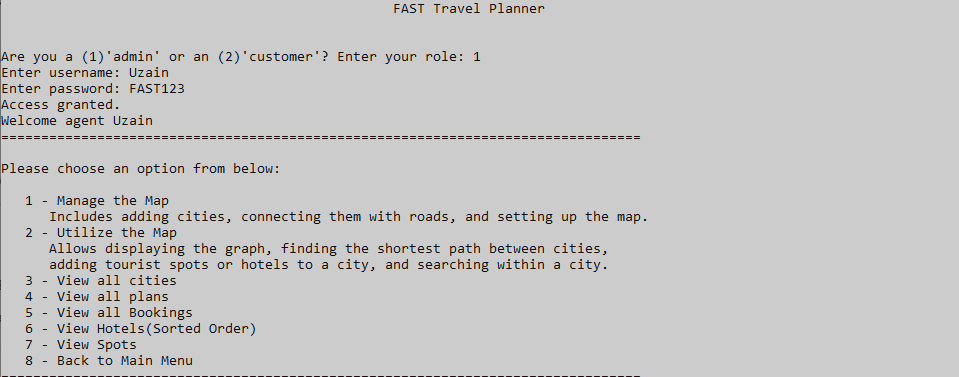 FAST Travel Planner
Are you a (1)'admin' or an (2)'customer'? Enter your role: 1
Enter username: Uzain
Enter password: FAST123
Access granted.
Welcome agent Uzain
================================================================================
Please choose an option from below:
1 - Manage the Map
Includes adding cities, connecting them with roads, and setting up the map.
2 - Utilize the Map
Allows displaying the graph, finding the shortest path between cities,
adding tourist spots or hotels to a city, and searching within a city.
3 - View all cities
4 - View all plans
5 - View all Bookings
6 - View Hotels(Sorted Order)
7 - View Spots
8 - Back to Main Menu
================================================================================